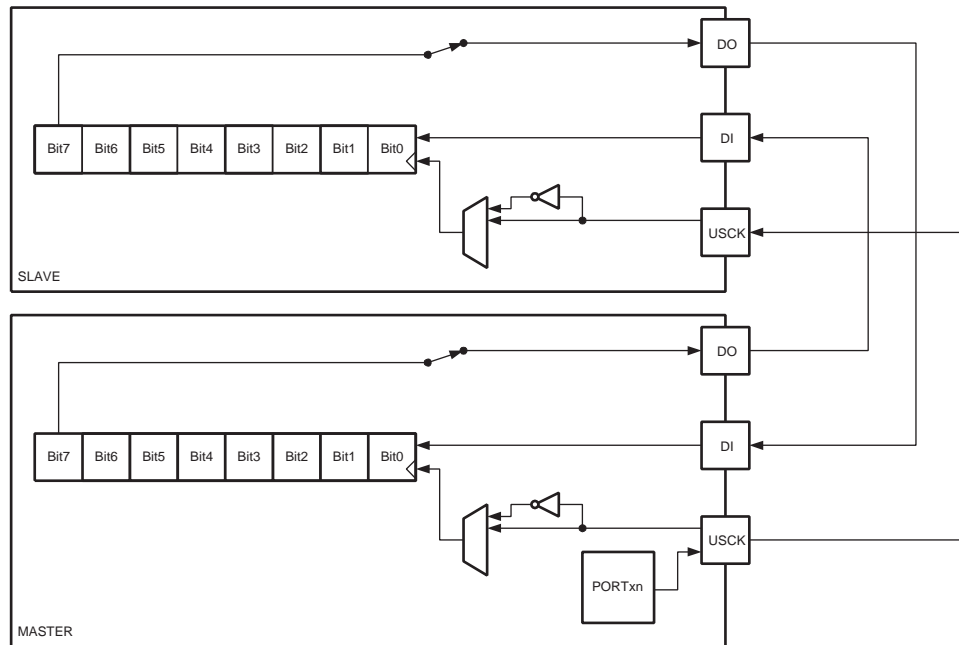 DO
Bit7 Bit6 Bit5 Bit4 Bit3 Bit2 Bit1 Bit0
DI
USCK
SLAVE
DO
Bit7 Bit6 Bit5 Bit4 Bit3 Bit2 Bit1 Bit0
DI
USCK
PORTxn
MASTER